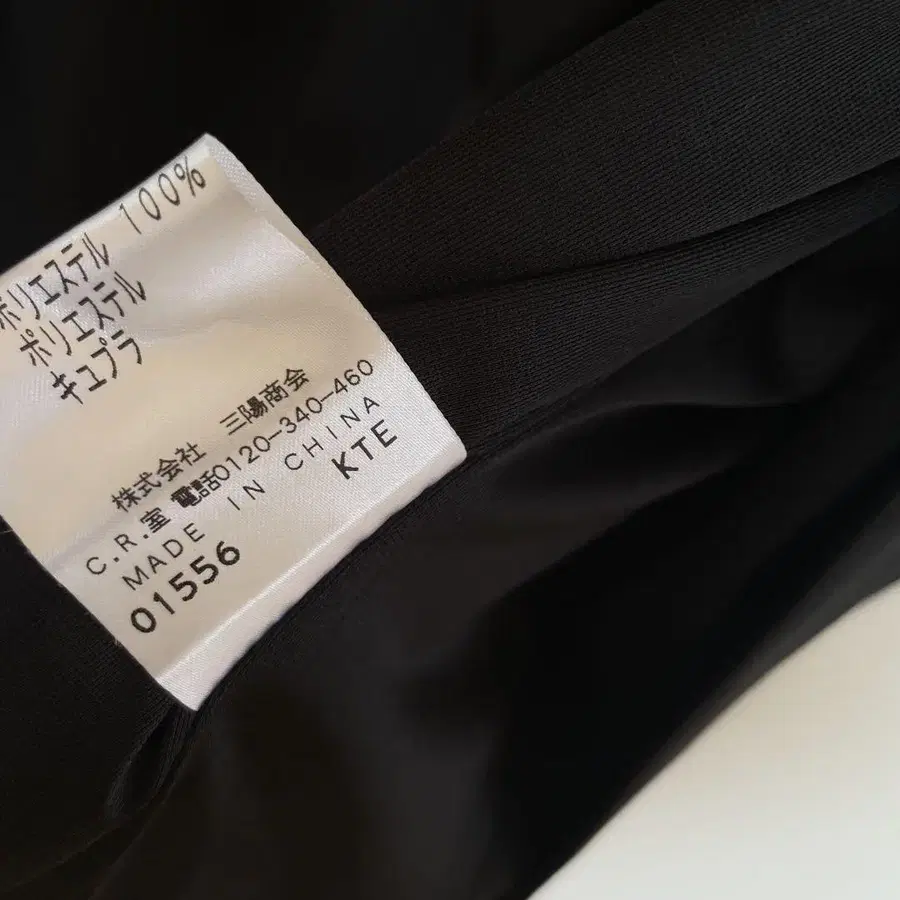 ポリエステル 100%
ポリエステル
キュプラ
株式会社 三陽商会
C.R.室 電話0120-340-460
MADE IN CHINA
01556 KTE